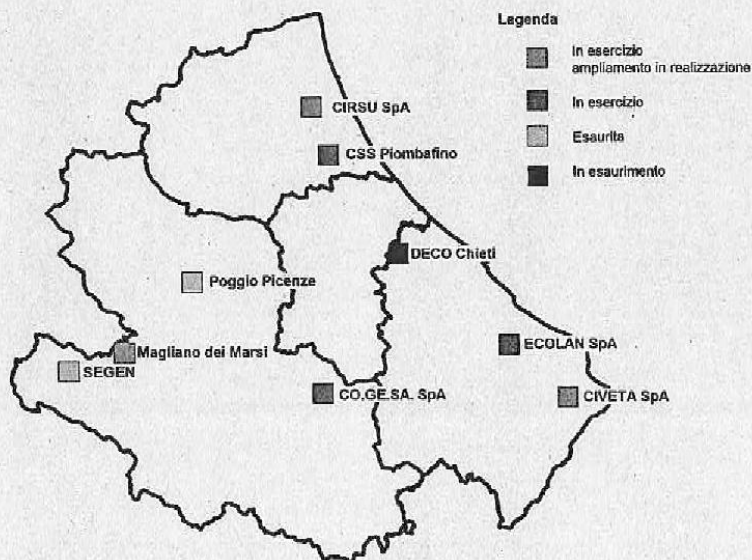 Legenda
In esercizio
ampliamento in realizzazione
In esercizio
Esaurita
In esaurimento
CIRSU SpA
CSS Piombafino
DECO Chieti
Poggio Picenze
Magliano dei Marsi
SEGEN
ECOLAN SpA
CO.GE.SA. SpA
CIVETA SpA